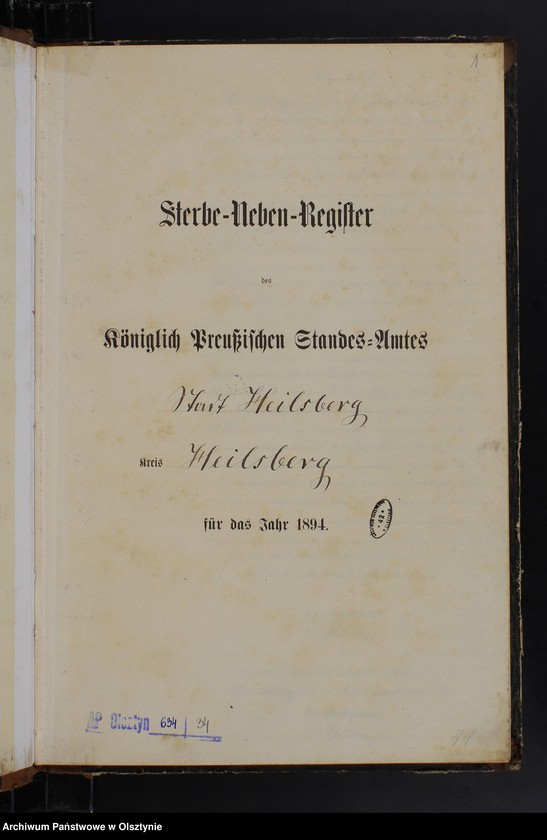 1
Sterbe-Neben-Register
des
Königlich Preußischen Standes-Amtes
Stadt Heilsberg
Kreis Heilsberg
für das Jahr 1894.
42
AP Olsztyn 634 / 34
Archiwum Państwowe w Olsztynie